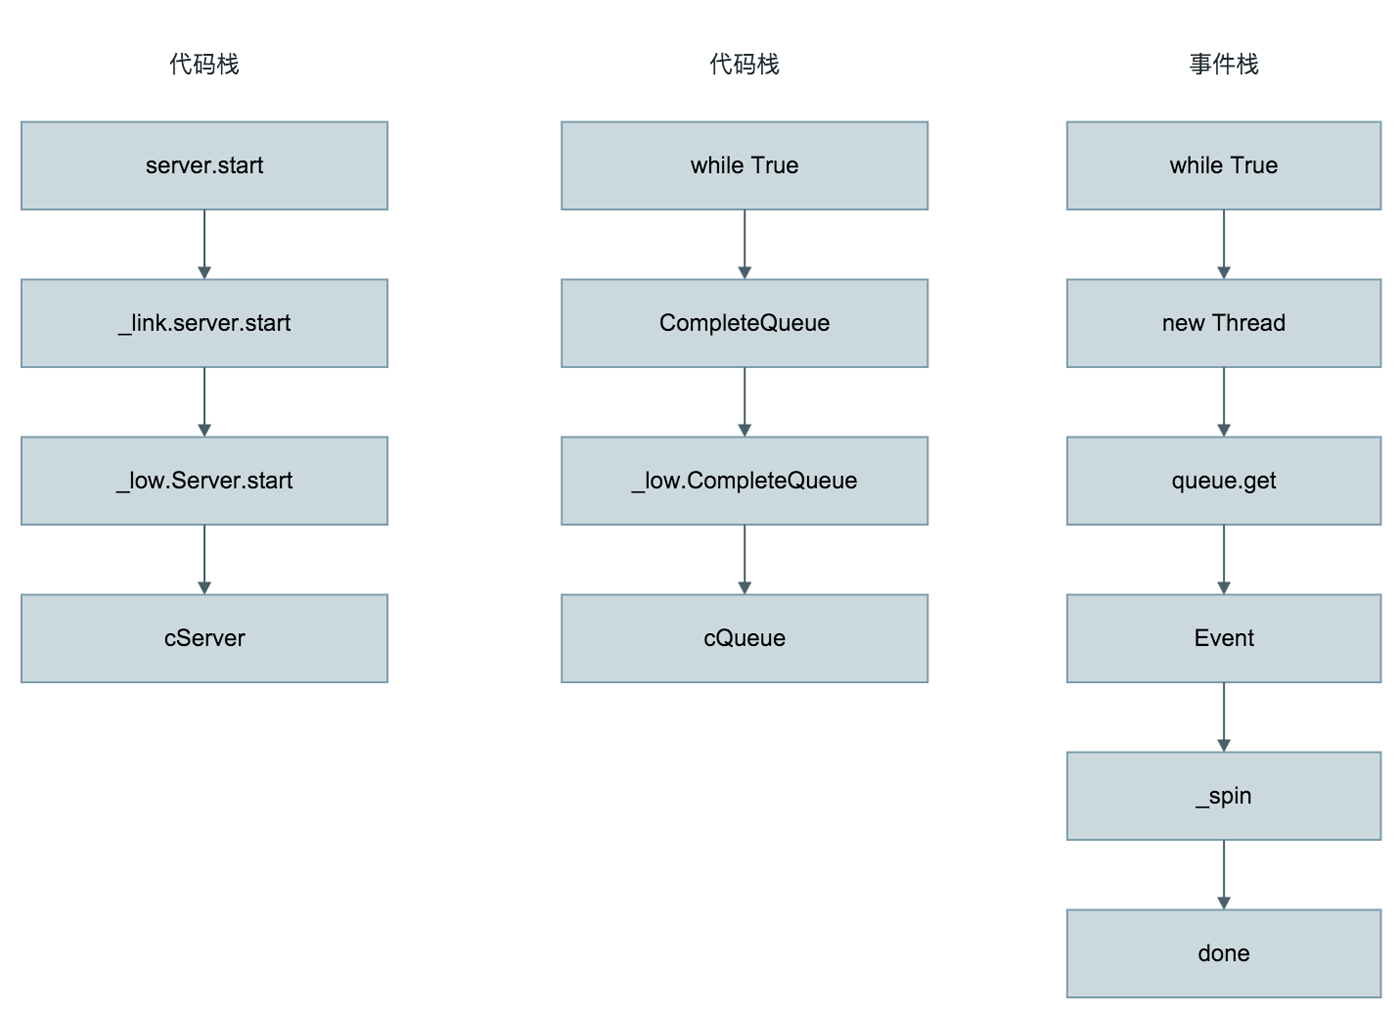 代码栈
server.start
_link.server.start
_low.Server.start
cServer
代码栈
while True
CompleteQueue
_low.CompleteQueue
cQueue
事件栈
while True
new Thread
queue.get
Event
_spin
done